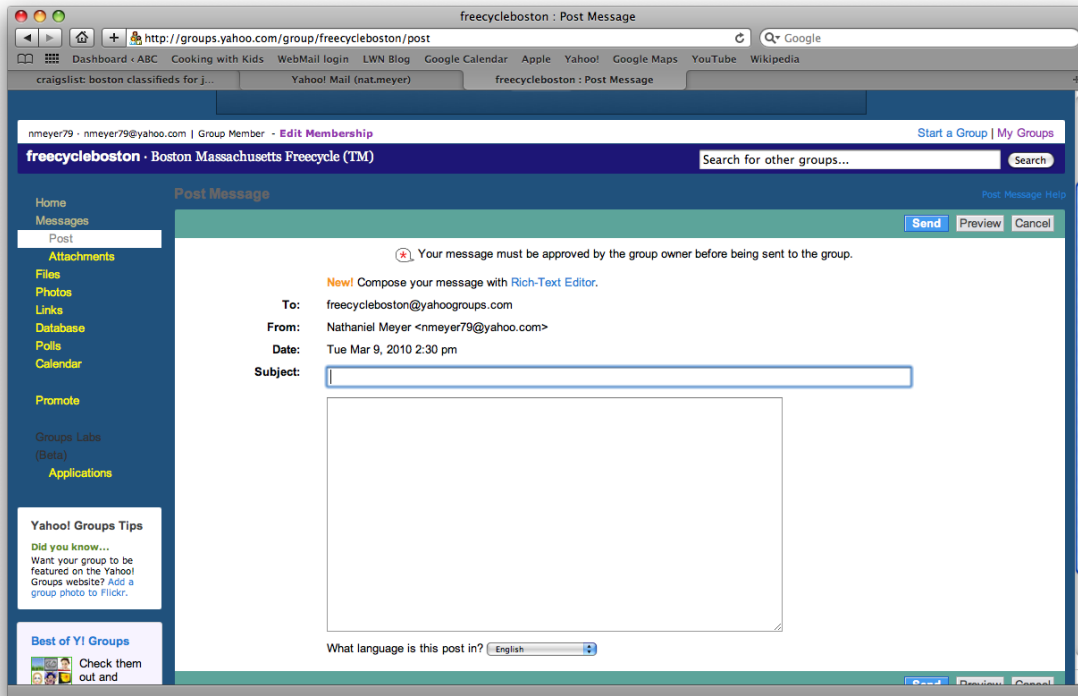 freecycleboston : Post Message
http://groups.yahoo.com/group/freecycleboston/post
Google
Dashboard ‹ ABC Cooking with Kids WebMail login LWN Blog Google Calendar Apple Yahoo! Google Maps YouTube Wikipedia
craigslist: boston classifieds for j... Yahoo! Mail (nat.meyer) freecycleboston : Post Message
nmeyer79 · nmeyer79@yahoo.com | Group Member - Edit Membership Start a Group | My Groups
freecycleboston · Boston Massachusetts Freecycle (TM) Search for other groups... Search
Home
Messages
Post
Attachments
Files
Photos
Links
Database
Polls
Calendar
Promote
Groups Labs
(Beta)
Applications
Yahoo! Groups Tips
Did you know...
Want your group to be
featured on the Yahoo!
Groups website? Add a
group photo to Flickr.
Best of Y! Groups
Check them
out and
Post Message Post Message Help
Send Preview Cancel
* Your message must be approved by the group owner before being sent to the group.
New! Compose your message with Rich-Text Editor.
To: freecycleboston@yahoogroups.com
From: Nathaniel Meyer <nmeyer79@yahoo.com>
Date: Tue Mar 9, 2010 2:30 pm
Subject:
What language is this post in? English
Send Preview Cancel